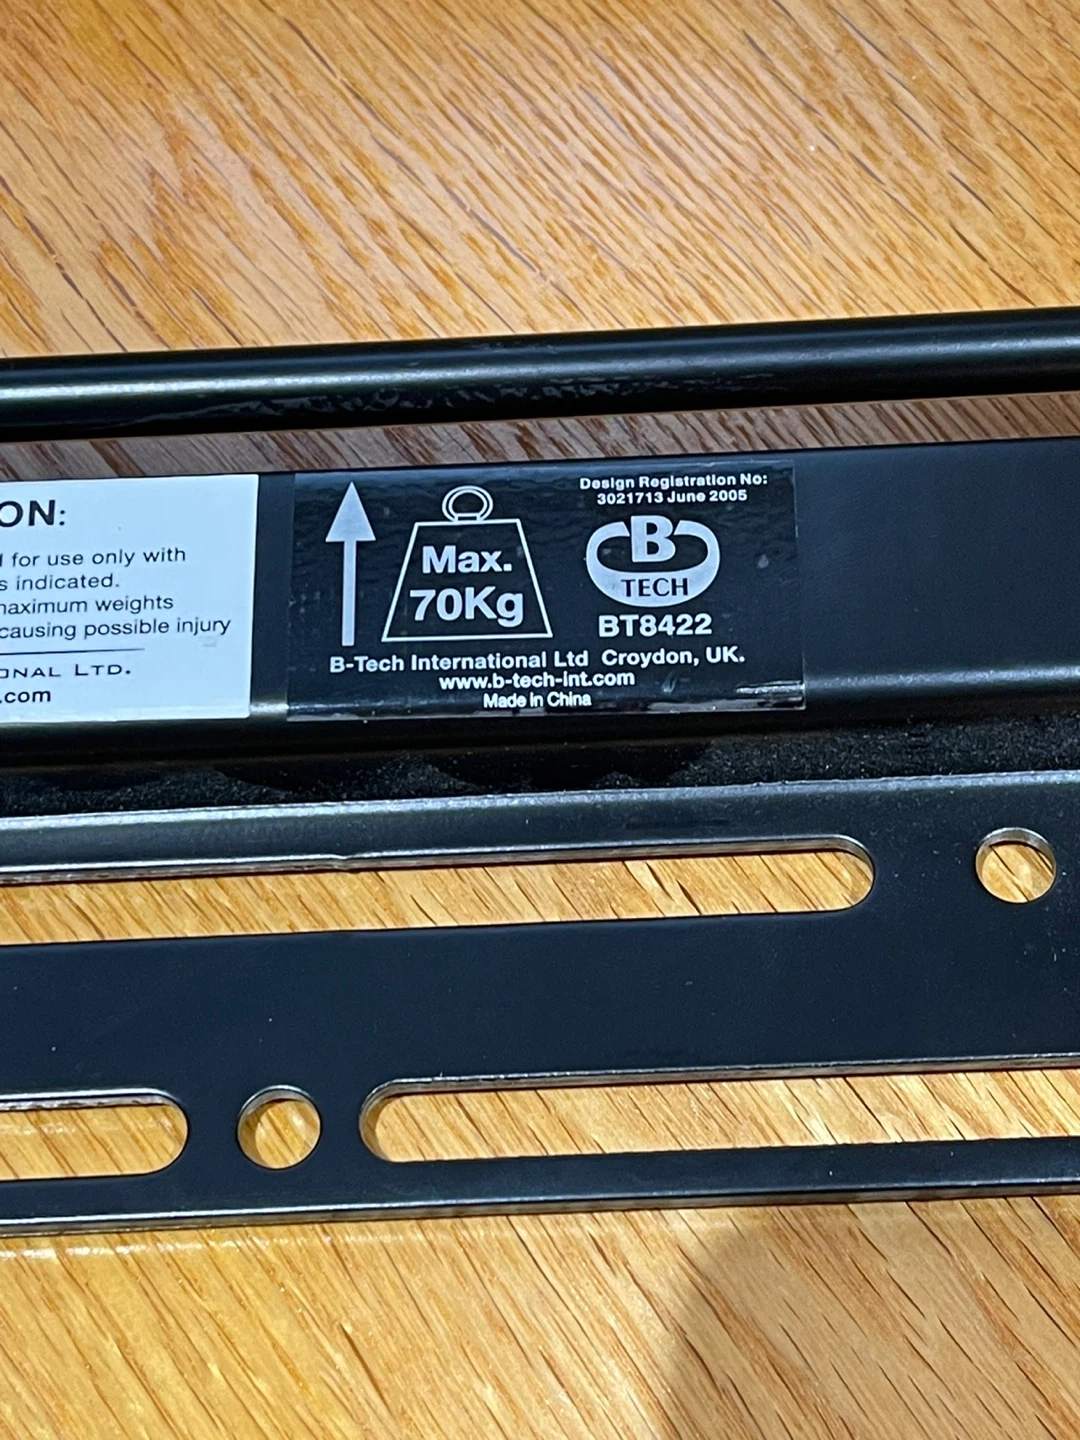 ON:
for use only with
s indicated.
maximum weights
causing possible injury
ONAL LTD.
.com
Design Registration No:
3021713 June 2005
Max.
70Kg
B
TECH
BT8422
B-Tech International Ltd Croydon, UK.
www.b-tech-int.com
Made in China